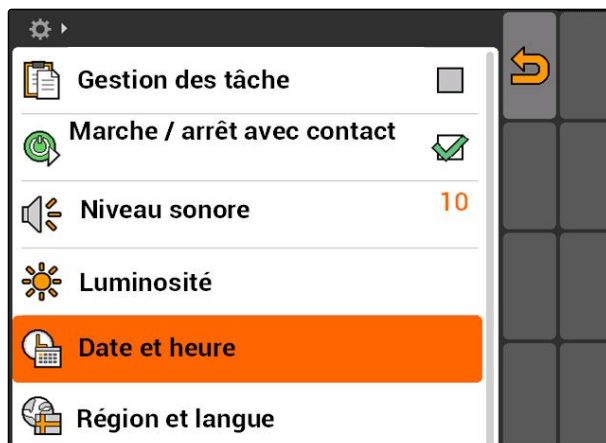 Gestion des tâche
Marche / arrêt avec contact
Niveau sonore 10
Luminosité
Date et heure
Région et langue